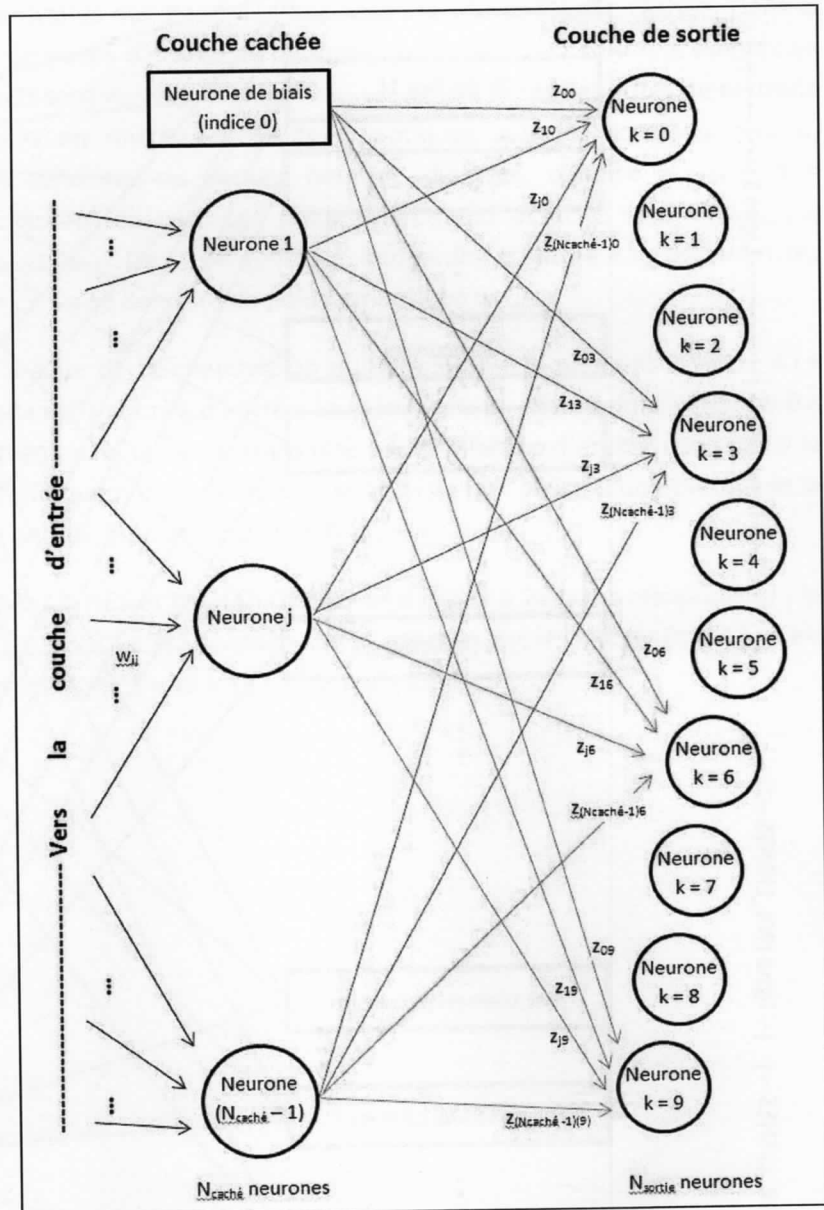 Couche cachée
Couche de sortie
Neurone de biais
(indice 0)
Neurone 1
Neurone j
Neurone
(Ncaché – 1)
Vers la couche d'entrée
...
...
...
...
...
...
Wij
Z00
Z10
Zj0
Z(Ncaché-1)0
Z03
Z13
Zj3
Z(Ncaché-1)3
Z06
Z16
Zj6
Z(Ncaché-1)6
Z09
Z19
Zj9
Z(Ncaché-1)(9)
Neurone
k = 0
Neurone
k = 1
Neurone
k = 2
Neurone
k = 3
Neurone
k = 4
Neurone
k = 5
Neurone
k = 6
Neurone
k = 7
Neurone
k = 8
Neurone
k = 9
Ncaché neurones
Nsortie neurones